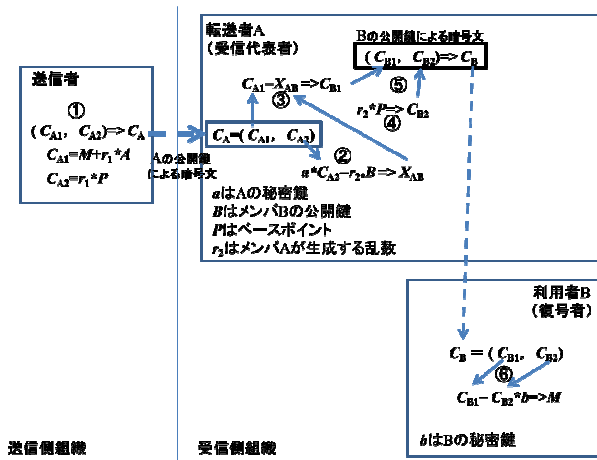 転送者A
(受信代表者)
Bの公開鍵による暗号文
(CB1, CB2)=> CB
CA1−XAB=>CB1
③
⑤
r2*P=> CB2
④
送信者
①
(CA1, CA2)=> CA
CA1=M+r1*A
CA2=r1*P
Aの公開鍵
による暗号文
CA=(CA1, CA2)
②
a*CA2−r2*B=> XAB
aはAの秘密鍵
BはメンバBの公開鍵
Pはベースポイント
r2はメンバAが生成する乱数
利用者B
(復号者)
CB = (CB1, CB2)
⑥
CB1− CB2*b=>M
bはBの秘密鍵
送信側組織
受信側組織